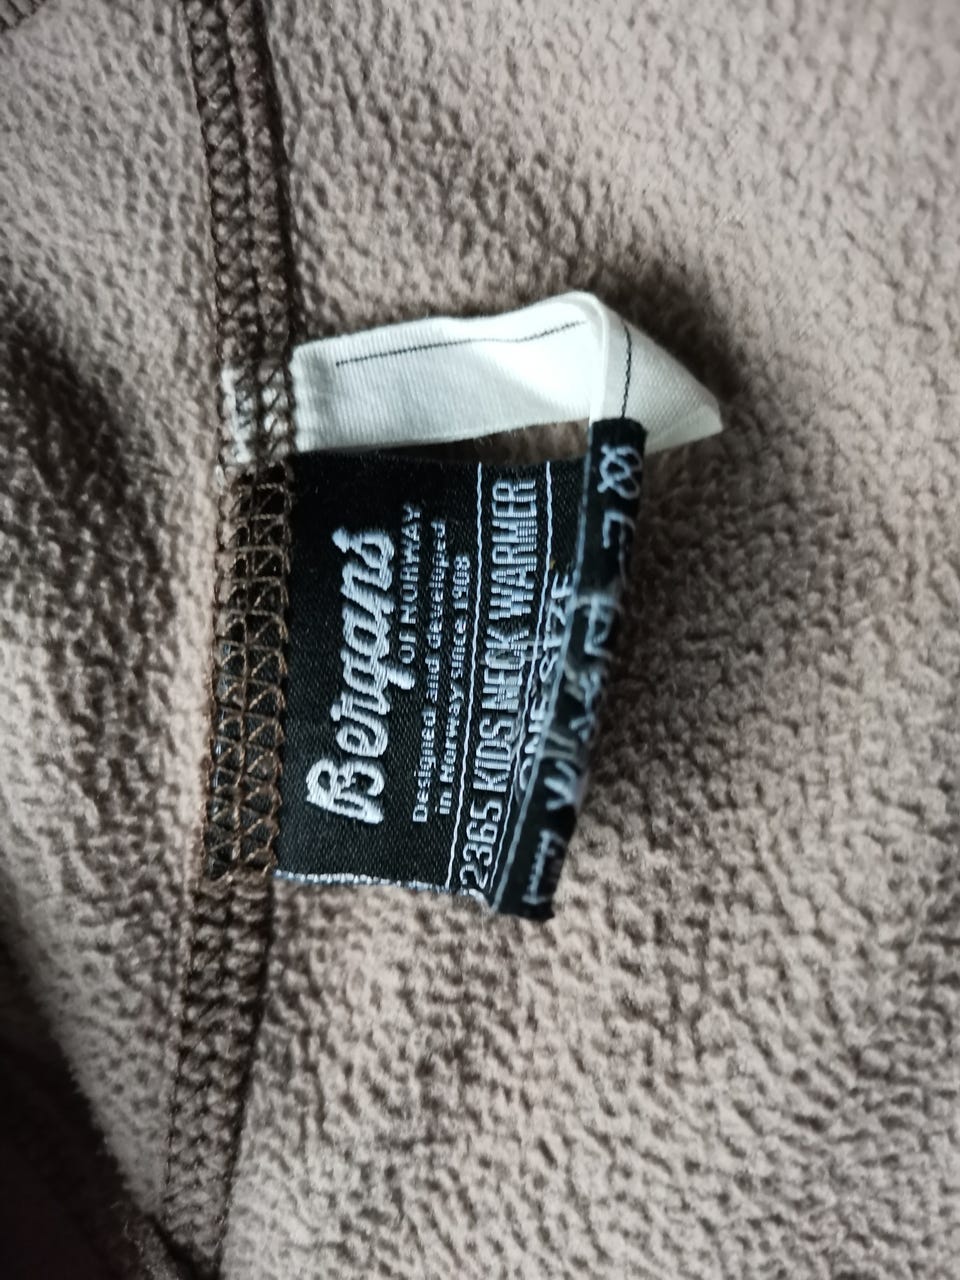 Bergans
OF NORWAY
Designed and developed
in Norway since 1908
2365 KIDS NECK WARMER
ONE SIZE